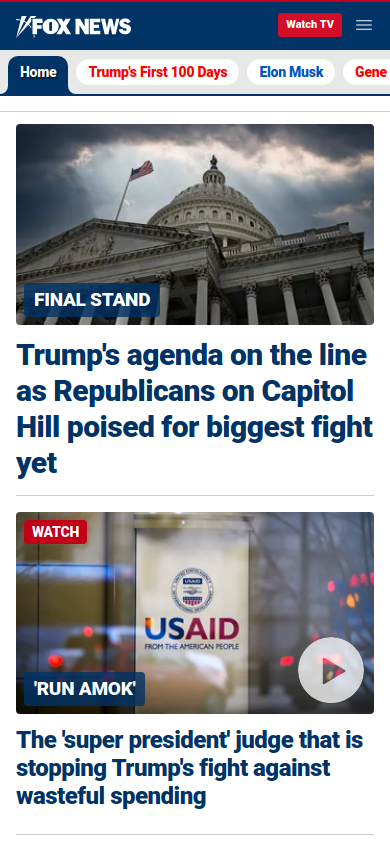 FOX NEWS
Watch TV
Home
Trump's First 100 Days
Elon Musk
Gene
FINAL STAND
Trump's agenda on the line
as Republicans on Capitol
Hill poised for biggest fight
yet
WATCH
USAID
USAID
FROM THE AMERICAN PEOPLE
'RUN AMOK'
The 'super president' judge that is
stopping Trump's fight against
wasteful spending